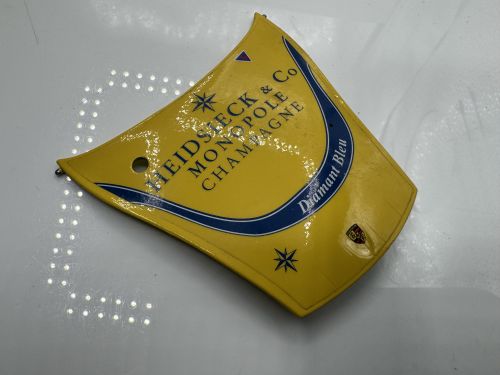 HEIDSIECK & Co
MONOPOLE
CHAMPAGNE
Diamant Bleu